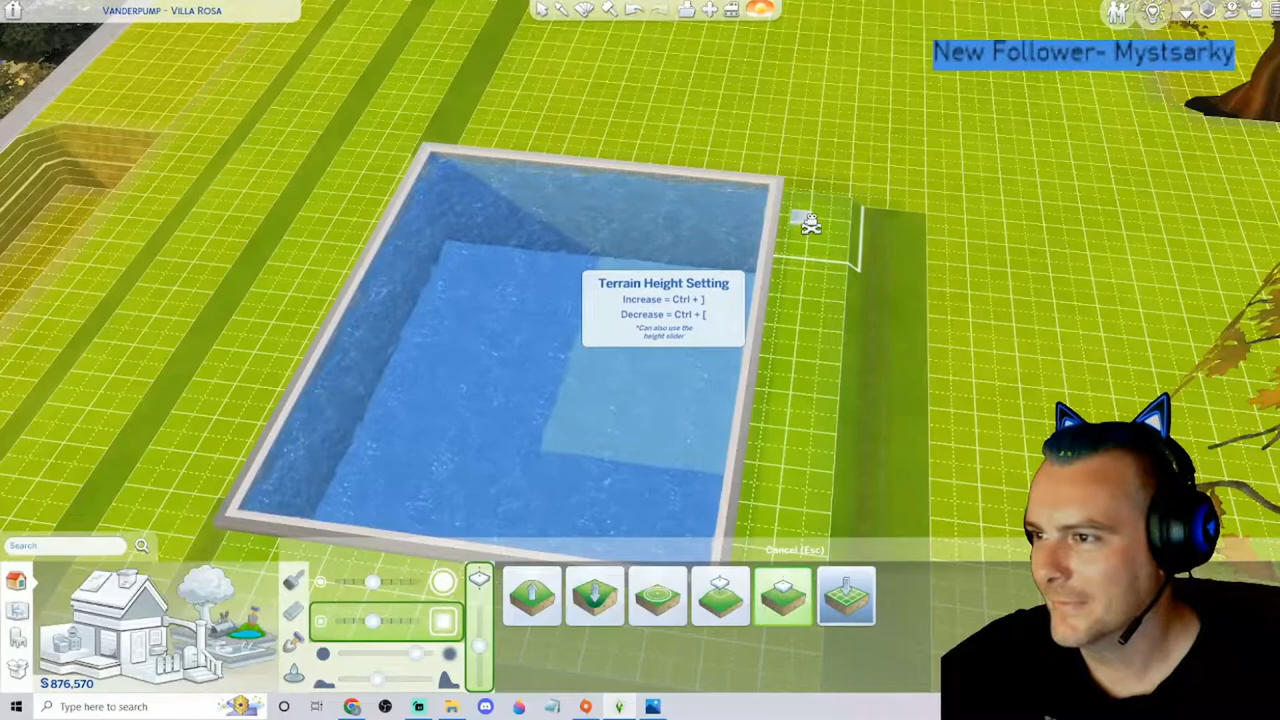 VANDERPUMP - VILLA ROSA
New Follower- Mystsarky
Terrain Height Setting
Increase = Ctrl + ]
Decrease = Ctrl + [
*Can also use the
height slider
Cancel (Esc)
Search
§876,570
Type here to search